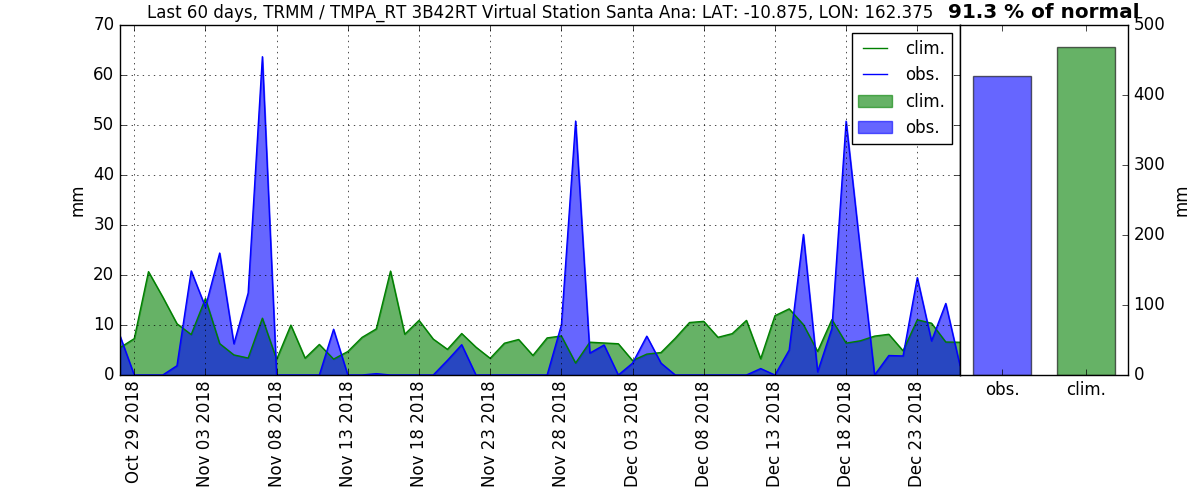 Last 60 days, TRMM / TMPA_RT 3B42RT Virtual Station Santa Ana: LAT: -10.875, LON: 162.375 91.3 % of normal
70
60
50
40
30
20
10
0
mm
clim.
obs.
clim.
obs.
Oct 29 2018
Nov 03 2018
Nov 08 2018
Nov 13 2018
Nov 18 2018
Nov 23 2018
Nov 28 2018
Dec 03 2018
Dec 08 2018
Dec 13 2018
Dec 18 2018
Dec 23 2018
500
400
300
200
100
0
mm
obs. clim.